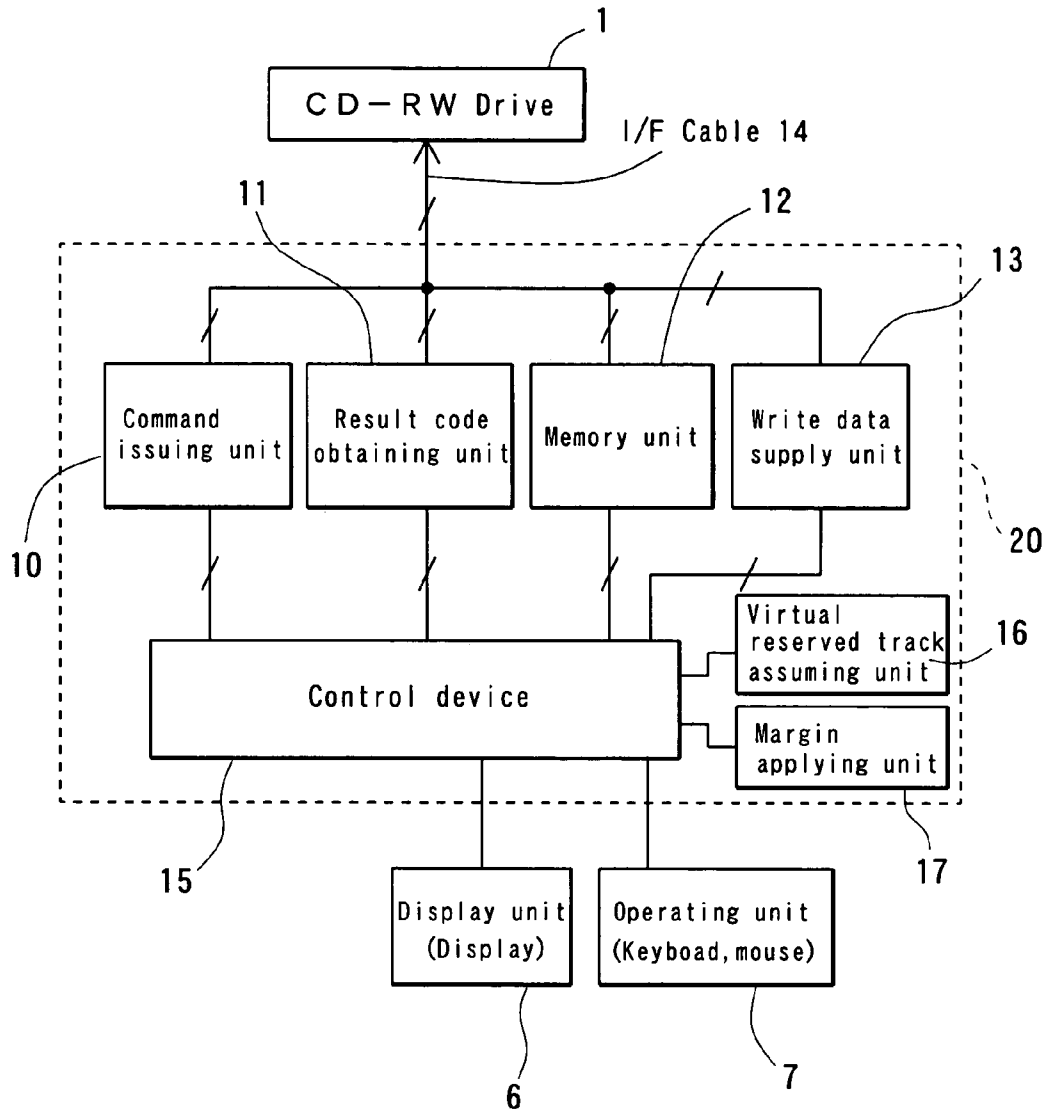 1
CD-RW Drive
I/F Cable 14
11
12
13
Command
issuing unit
Result code
obtaining unit
Memory unit
Write data
supply unit
10
20
Virtual
reserved track
assuming unit
16
Control device
Margin
applying unit
15
17
Display unit
(Display)
Operating unit
(Keyboad,mouse)
6
7